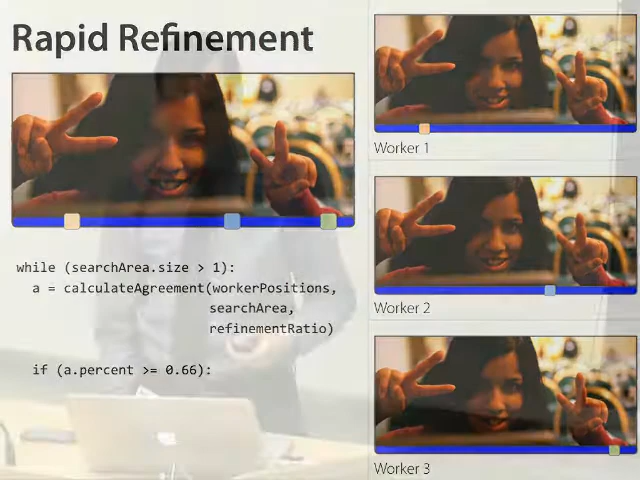 Rapid Refinement
while (searchArea.size > 1):
a = calculateAgreement(workerPositions,
searchArea,
refinementRatio)
if (a.percent >= 0.66):
Worker 1
Worker 2
Worker 3